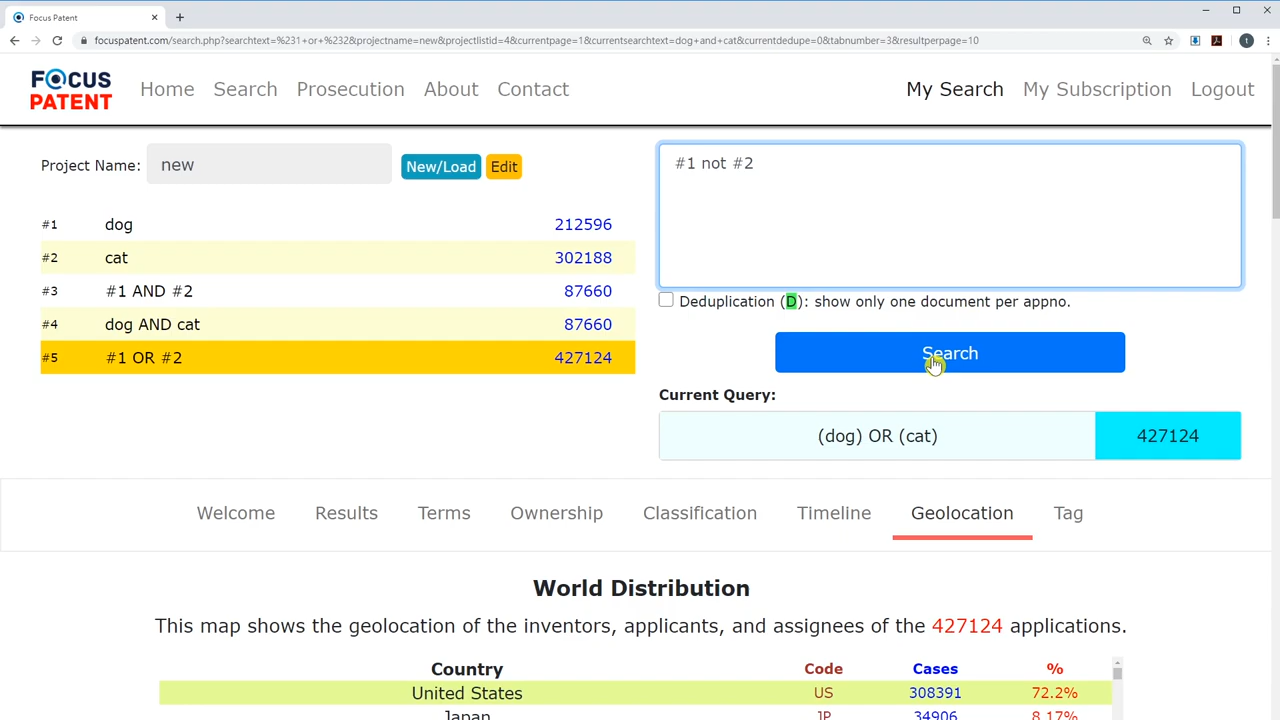 Focus Patent
focuspatent.com/search.php?searchtext=%231+or+%232&projectname=new&projectlistid=4&currentpage=1&currentsearchtext=dog+and+cat&currentdedupe=0&tabnumber=3&resultperpage=10
t
FOCUS
PATENT
Home Search Prosecution About Contact My Search My Subscription Logout
Project Name: new New/Load Edit
#1 not #2
#1 dog 212596
#2 cat 302188
#3 #1 AND #2 87660
#4 dog AND cat 87660
#5 #1 OR #2 427124
Deduplication (D): show only one document per appno.
Search
Current Query:
(dog) OR (cat) 427124
Welcome Results Terms Ownership Classification Timeline Geolocation Tag
World Distribution
This map shows the geolocation of the inventors, applicants, and assignees of the 427124 applications.
Country Code Cases %
United States US 308391 72.2%
Japan JP 34906 8.17%